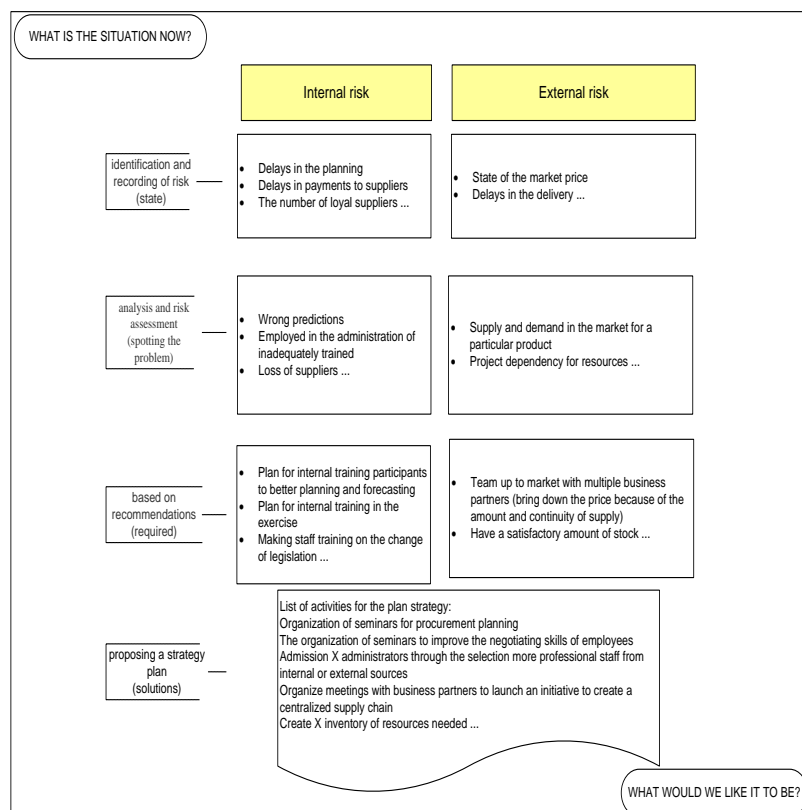 WHAT IS THE SITUATION NOW?
Internal risk
External risk
identification and
recording of risk
(state)
• Delays in the planning
• Delays in payments to suppliers
• The number of loyal suppliers ...
• State of the market price
• Delays in the delivery ...
analysis and risk
assessment
(spotting the
problem)
• Wrong predictions
• Employed in the administration of
inadequately trained
• Loss of suppliers ...
• Supply and demand in the market for a
particular product
• Project dependency for resources ...
based on
recommendations
(required)
• Plan for internal training participants
to better planning and forecasting
• Plan for internal training in the
exercise
• Making staff training on the change
of legislation ...
• Team up to market with multiple business
partners (bring down the price because of the
amount and continuity of supply)
• Have a satisfactory amount of stock ...
proposing a strategy
plan
(solutions)
List of activities for the plan strategy:
Organization of seminars for procurement planning
The organization of seminars to improve the negotiating skills of employees
Admission X administrators through the selection more professional staff from
internal or external sources
Organize meetings with business partners to launch an initiative to create a
centralized supply chain
Create X inventory of resources needed ...
WHAT WOULD WE LIKE IT TO BE?